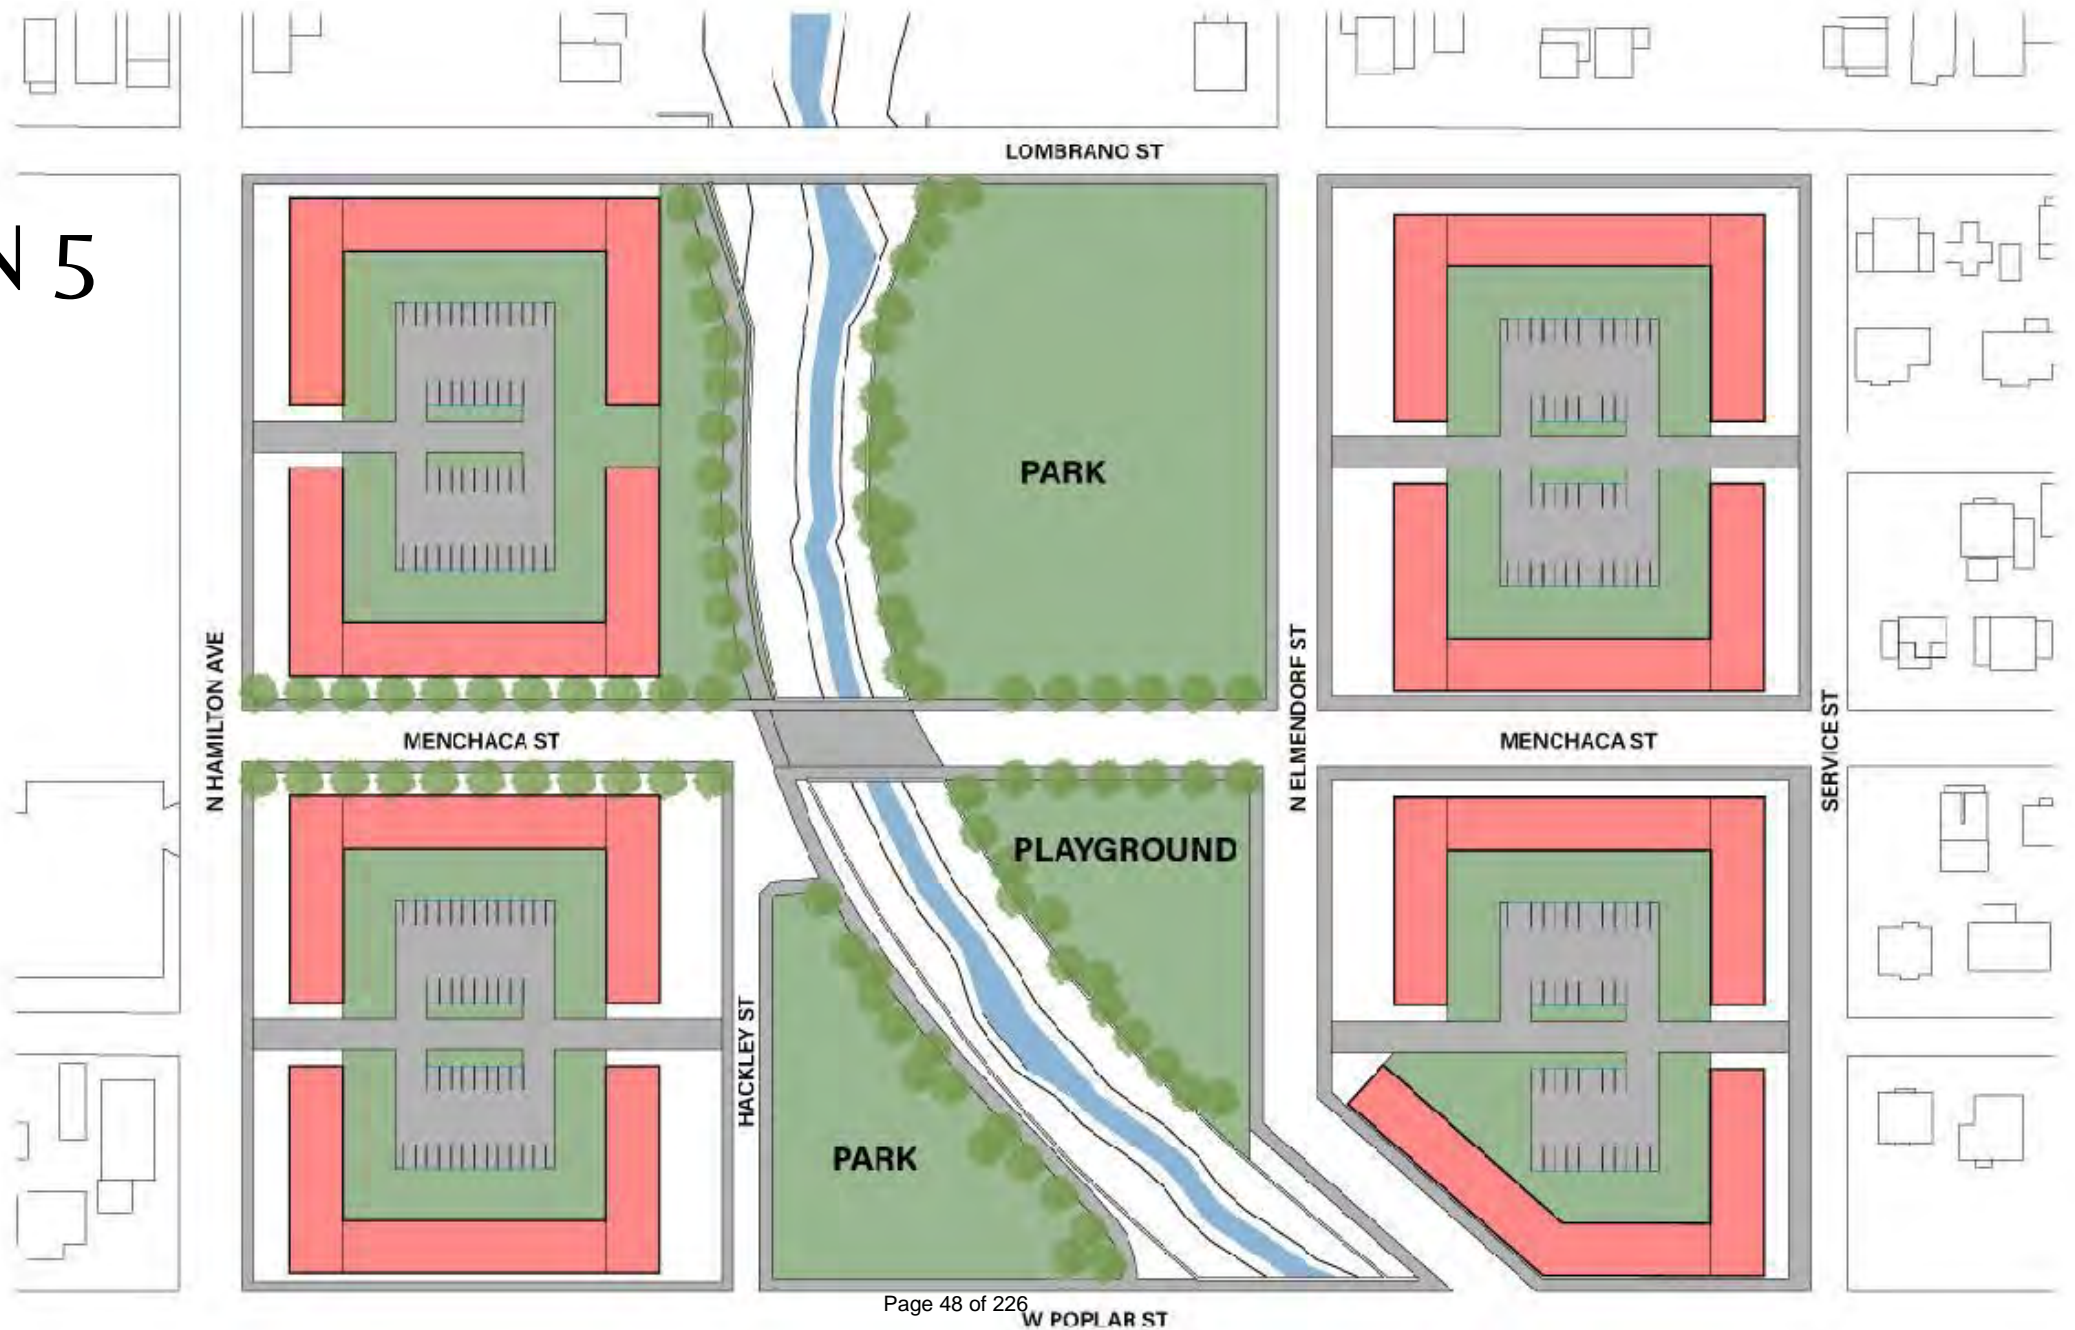 LOMBRANO ST
N 5
PARK
N HAMILTON AVE
N ELMENDORF ST
SERVICE ST
MENCHACA ST
MENCHACA ST
PLAYGROUND
HACKLEY ST
PARK
Page 48 of 226
W POPLAR ST